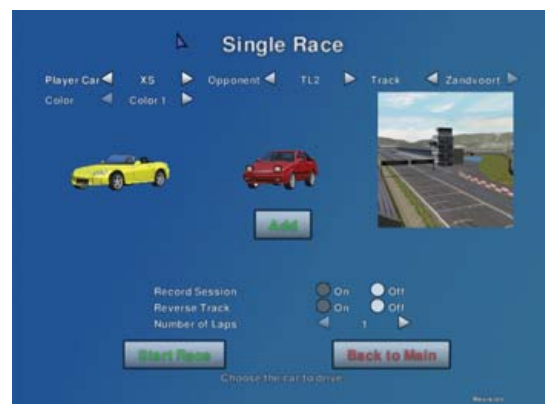 Single Race
Player Car XS Opponent TL2 Track Zandvoort
Color Color 1
Add
Record Session On Off
Reverse Track On Off
Number of Laps 1
Start Race Back to Main
Choose the car to drive